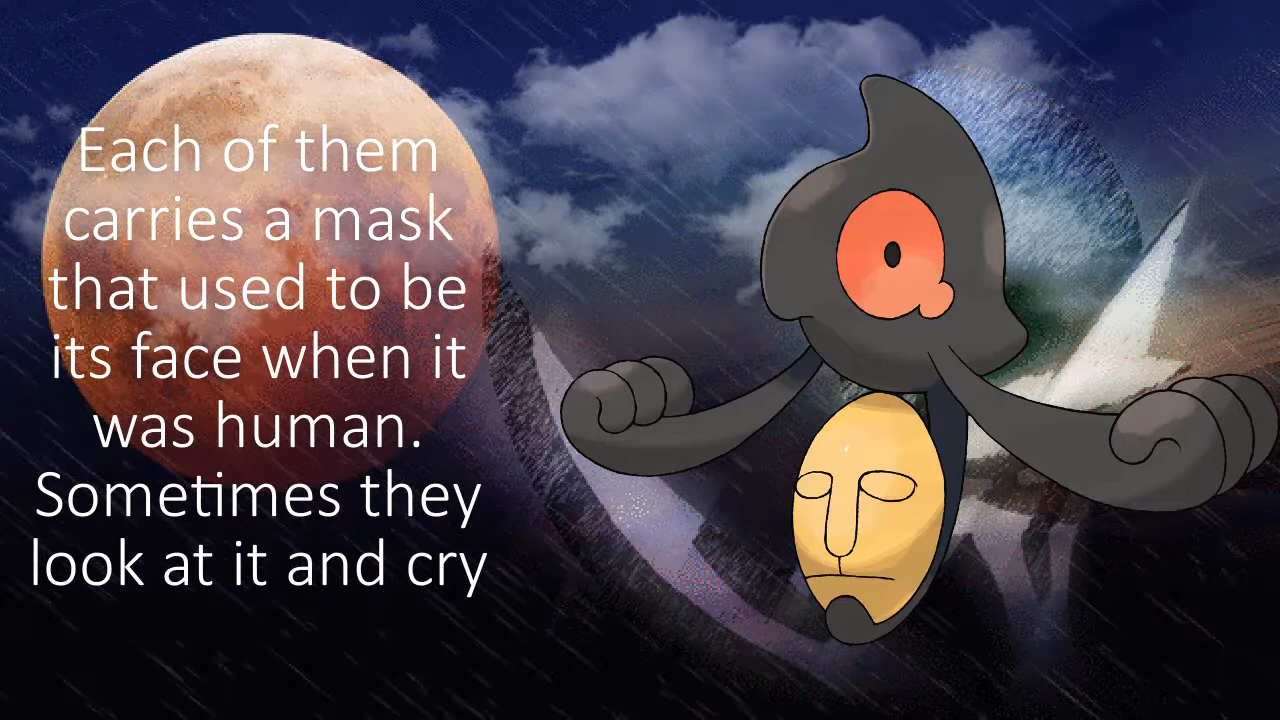 Each of them
carries a mask
that used to be
its face when it
was human.
Sometimes they
look at it and cry